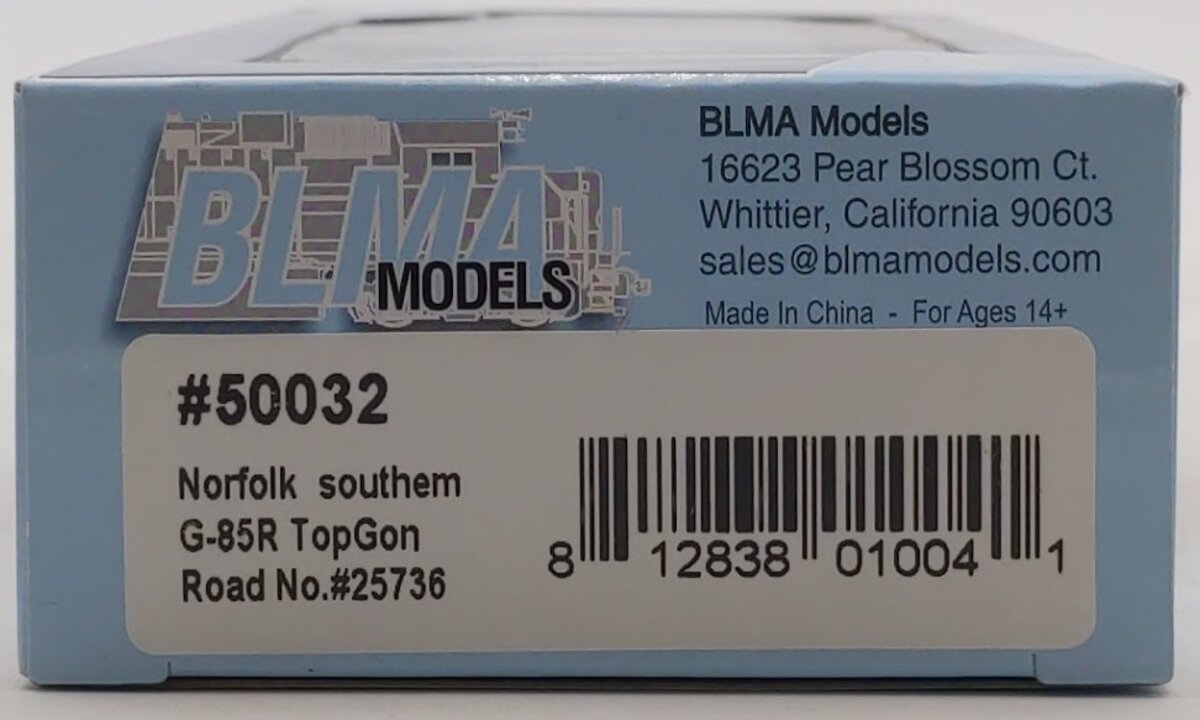 BLMA
MODELS
BLMA Models
16623 Pear Blossom Ct.
Whittier, California 90603
sales@blmamodels.com
Made In China - For Ages 14+
#50032
Norfolk southem
G-85R TopGon
Road No.#25736
8 12838 01004 1